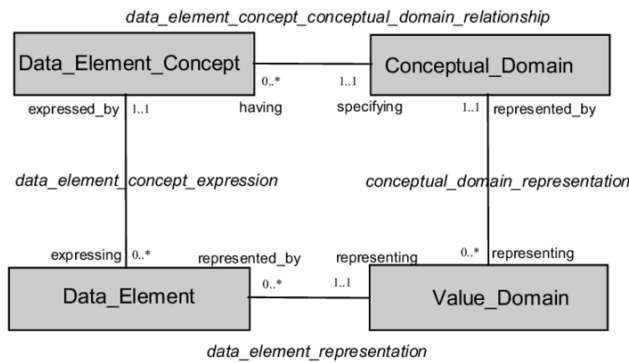 data_element_concept_conceptual_domain_relationship
Data_Element_Concept
Conceptual_Domain
0..*
1..1
expressed_by
1..1
having
specifying
1..1
represented_by
data_element_concept_expression
conceptual_domain_representation
expressing
0..*
represented_by
representing
0..*
representing
0..*
1..1
Data_Element
Value_Domain
data_element_representation